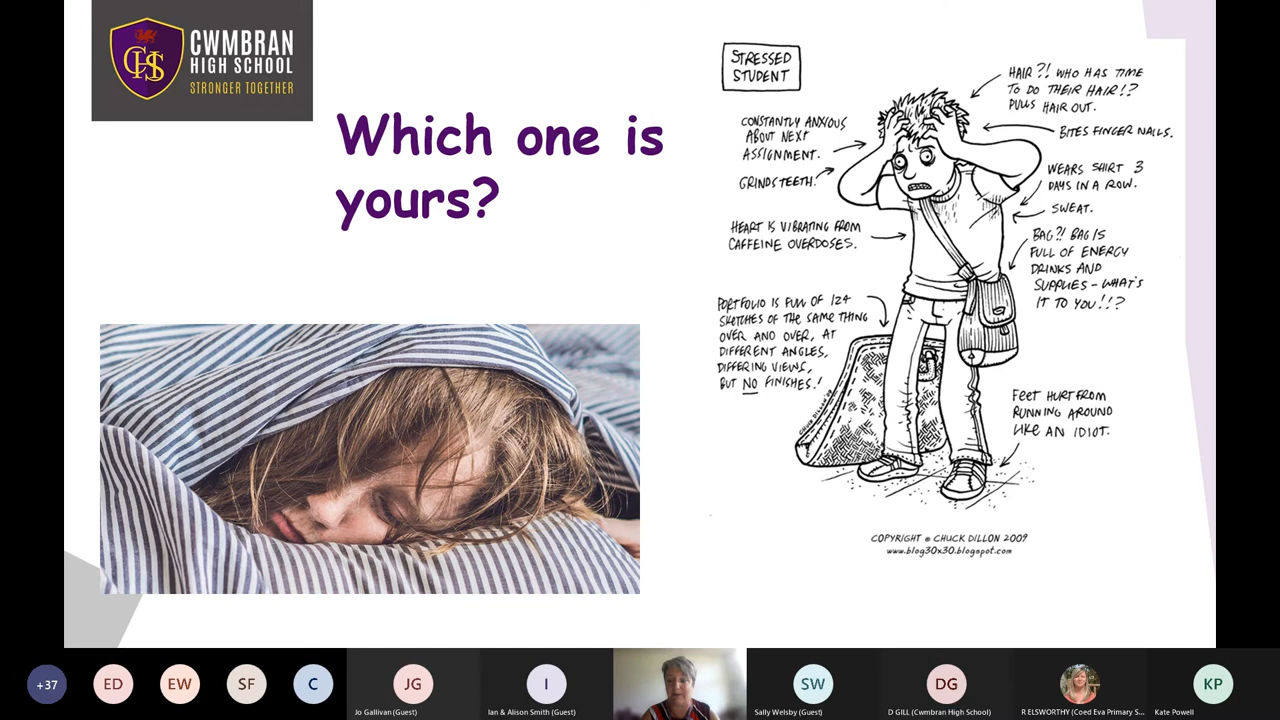 CHS
CWMBRAN
HIGH SCHOOL
STRONGER TOGETHER
Which one is
yours?
STRESSED
STUDENT
HAIR?! WHO HAS TIME
TO DO THEIR HAIR!?
PULLS HAIR OUT.
BITES FINGER NAILS.
CONSTANTLY ANXIOUS
ABOUT NEXT
ASSIGNMENT.
GRINDS TEETH!
WEARS SHIRT 3
DAYS IN A ROW.
SWEAT.
HEART IS VIBRATING FROM
CAFFEINE OVERDOSES.
BAG?! BAG IS
FULL OF ENERGY
DRINKS AND
SUPPLIES - WHAT'S
IT TO YOU!!?
PORTFOLIO IS FULL OF 124
SKETCHES OF THE SAME THING
OVER AND OVER, AT
DIFFERENT ANGLES,
DIFFERING VIEWS,
BUT NO FINISHES!
FEET HURT FROM
RUNNING AROUND
LIKE AN IDIOT.
CHUCK DILLON 09
COPYRIGHT © CHUCK DILLON 2009
www.blog30x30.blogspot.com
+37
ED
EW
SF
C
JG
Jo Gallivan (Guest)
I
Ian & Alison Smith (Guest)
SW
Sally Welsby (Guest)
DG
D GILL (Cwmbran High School)
R ELSWORTHY (Coed Eva Primary S...
KP
Kate Powell